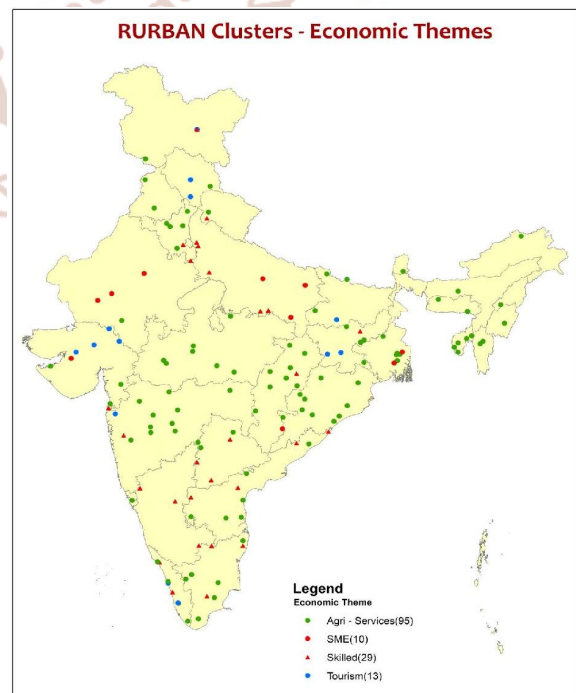 RURBAN Clusters - Economic Themes
Legend
Economic Theme
Agri - Services(95)
SME(10)
Skilled(29)
Tourism(13)